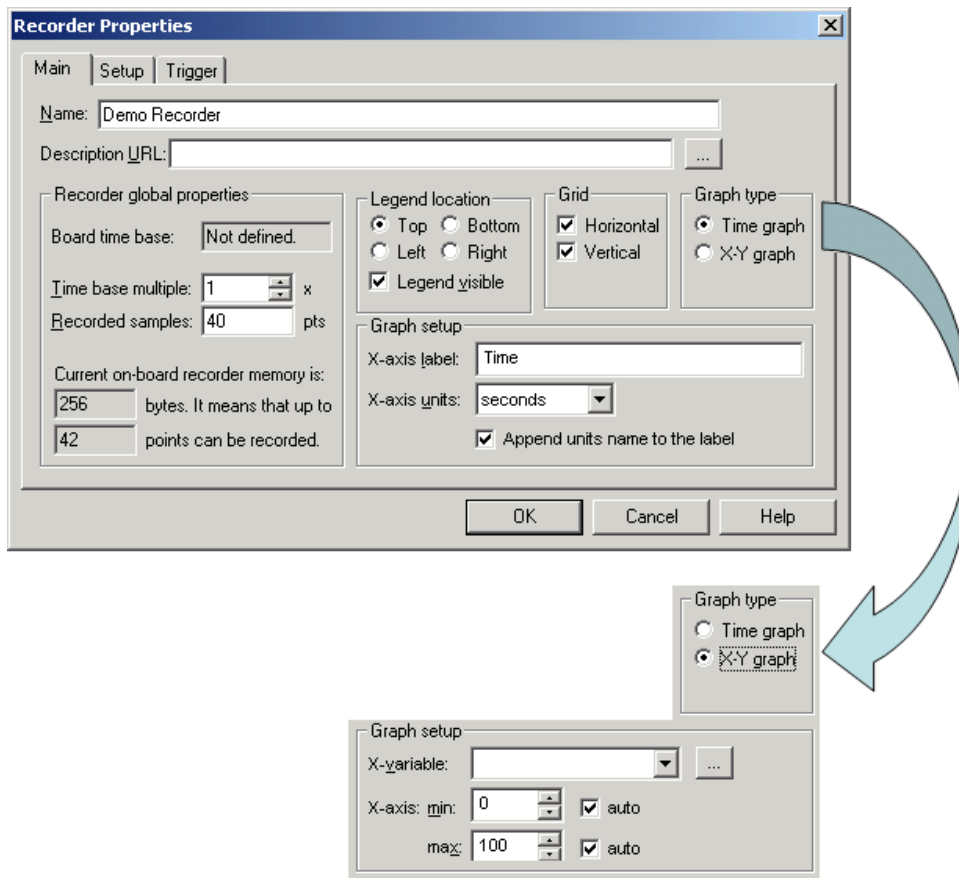 Recorder Properties
Main Setup Trigger
Name: Demo Recorder
Description URL: ...
Recorder global properties
Board time base: Not defined.
Time base multiple: 1 x
Recorded samples: 40 pts
Current on-board recorder memory is:
256 bytes. It means that up to
42 points can be recorded.
Legend location
Top Bottom
Left Right
Legend visible
Grid
Horizontal
Vertical
Graph type
Time graph
X-Y graph
Graph setup
X-axis label: Time
X-axis units: seconds
Append units name to the label
OK Cancel Help
Graph type
Time graph
X-Y graph
Graph setup
X-variable: ...
X-axis: min: 0 auto
max: 100 auto